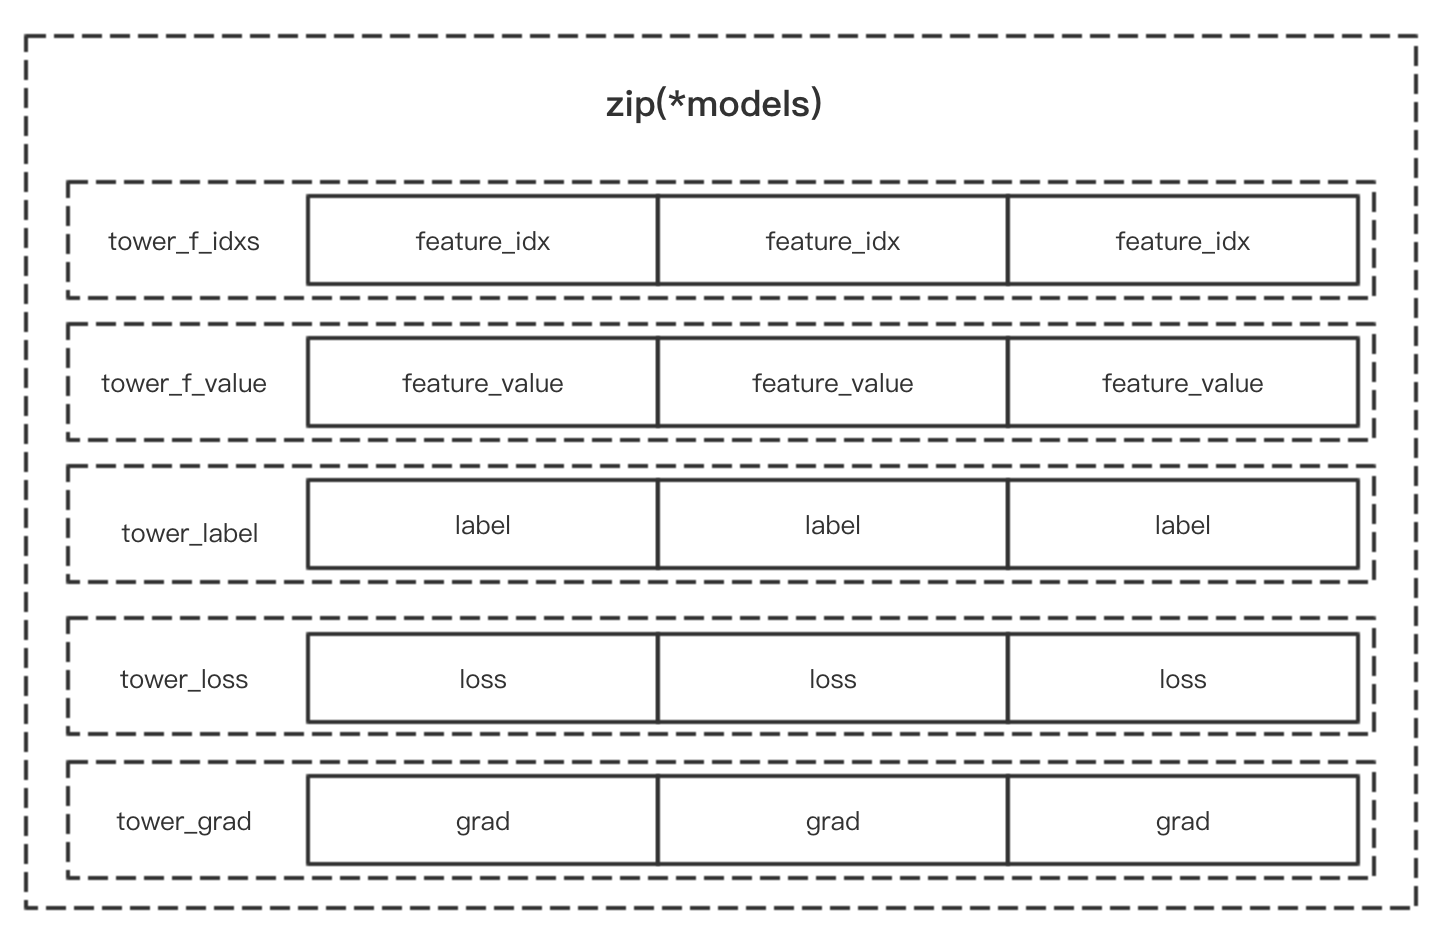 zip(*models)
tower_f_idxs feature_idx feature_idx feature_idx
tower_f_value feature_value feature_value feature_value
tower_label label label label
tower_loss loss loss loss
tower_grad grad grad grad